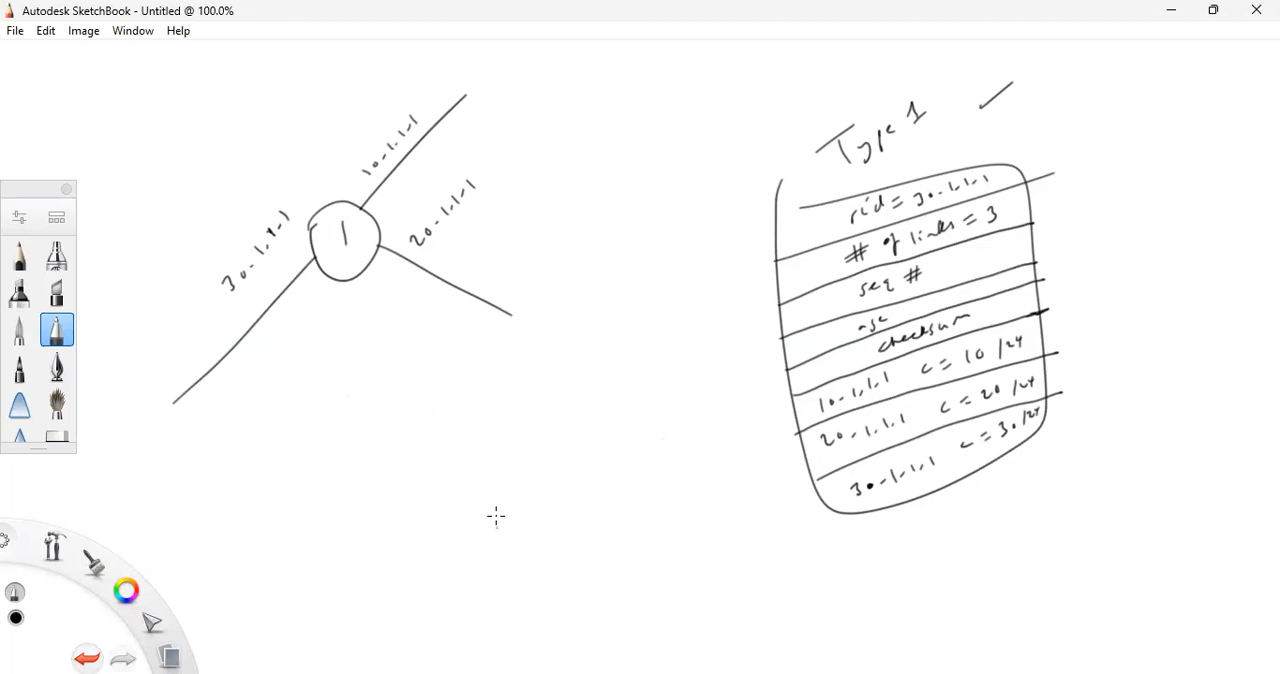 Autodesk SketchBook - Untitled @ 100.0%
File Edit Image Window Help
10.1.1.1
20.1.1.1
30.1.1.1
1
Type 1
rid = 30.1.1.1
# of links = 3
seq #
age
checksum
10.1.1.1 c = 10 /24
20.1.1.1 c = 20 /24
30.1.1.1 c = 30 /24